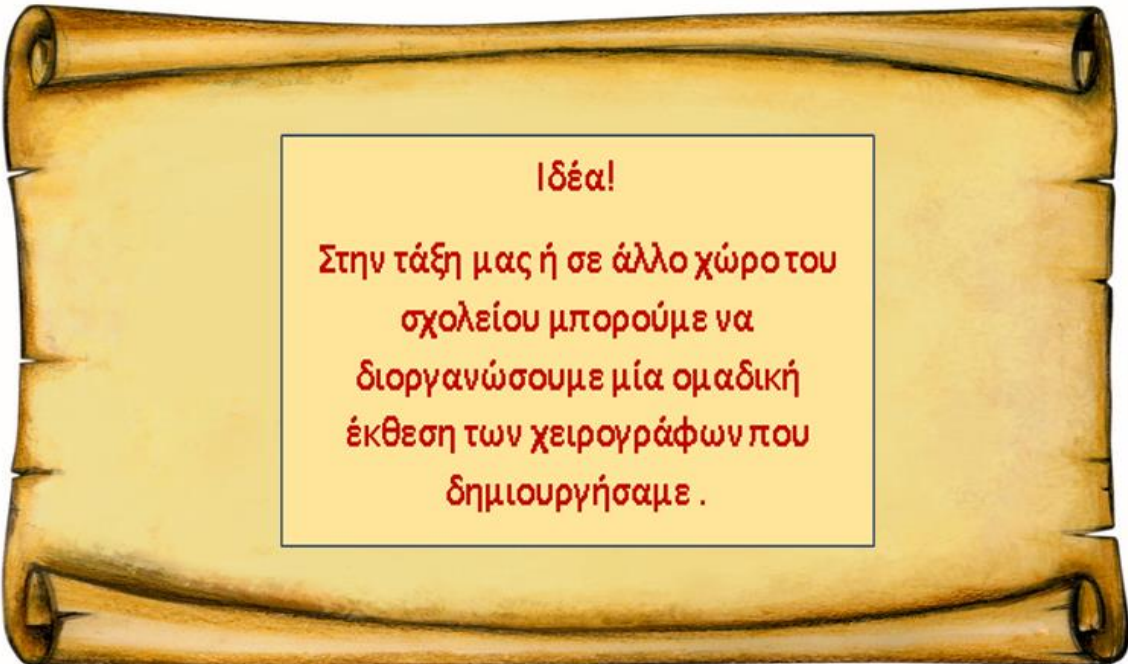 Ιδέα!
Στην τάξη μας ή σε άλλο χώρο του
σχολείου μπορούμε να
διοργανώσουμε μία ομαδική
έκθεση των χειρογράφων που
δημιουργήσαμε .